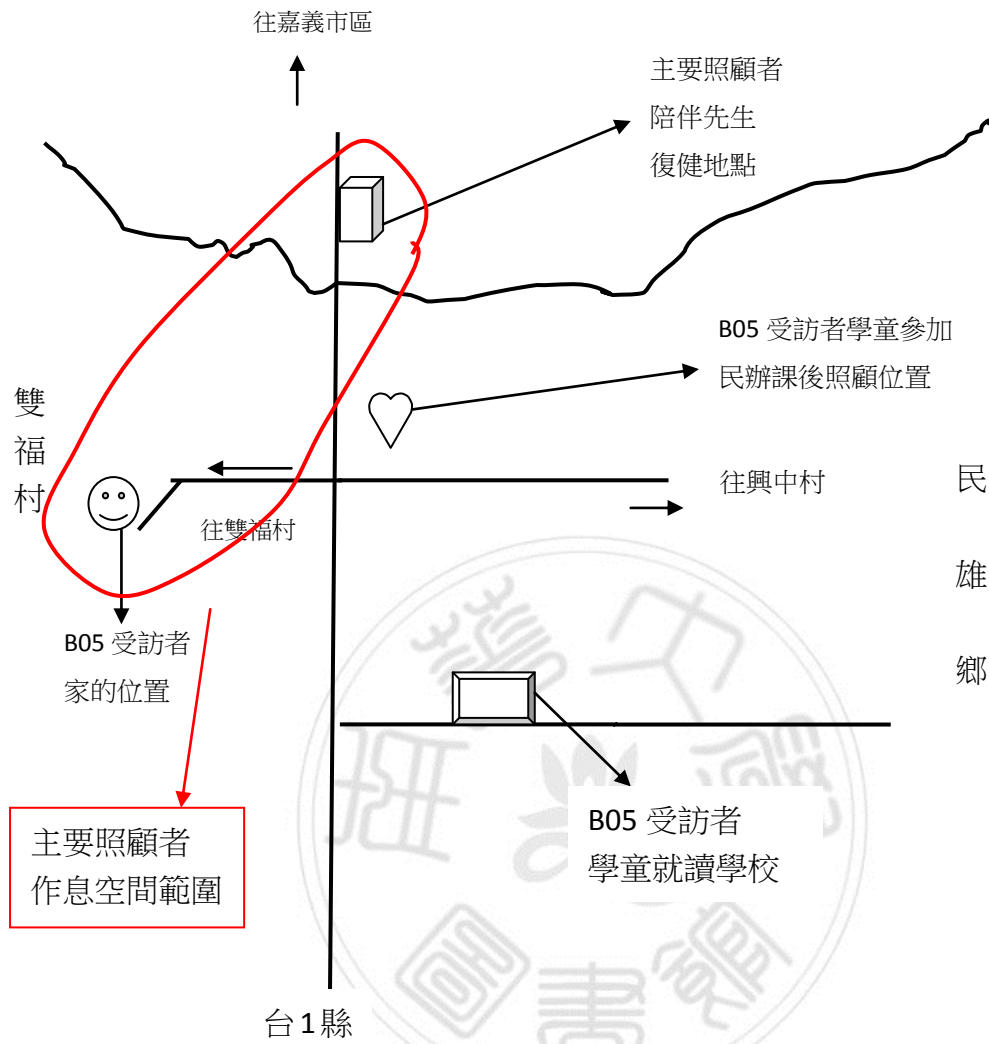 往嘉義市區
主要照顧者
陪伴先生
復健地點
B05 受訪者學童參加
民辦課後照顧位置
雙福村
往興中村
民雄鄉
往雙福村
B05 受訪者
家的位置
主要照顧者
作息空間範圍
B05 受訪者
學童就讀學校
台1縣